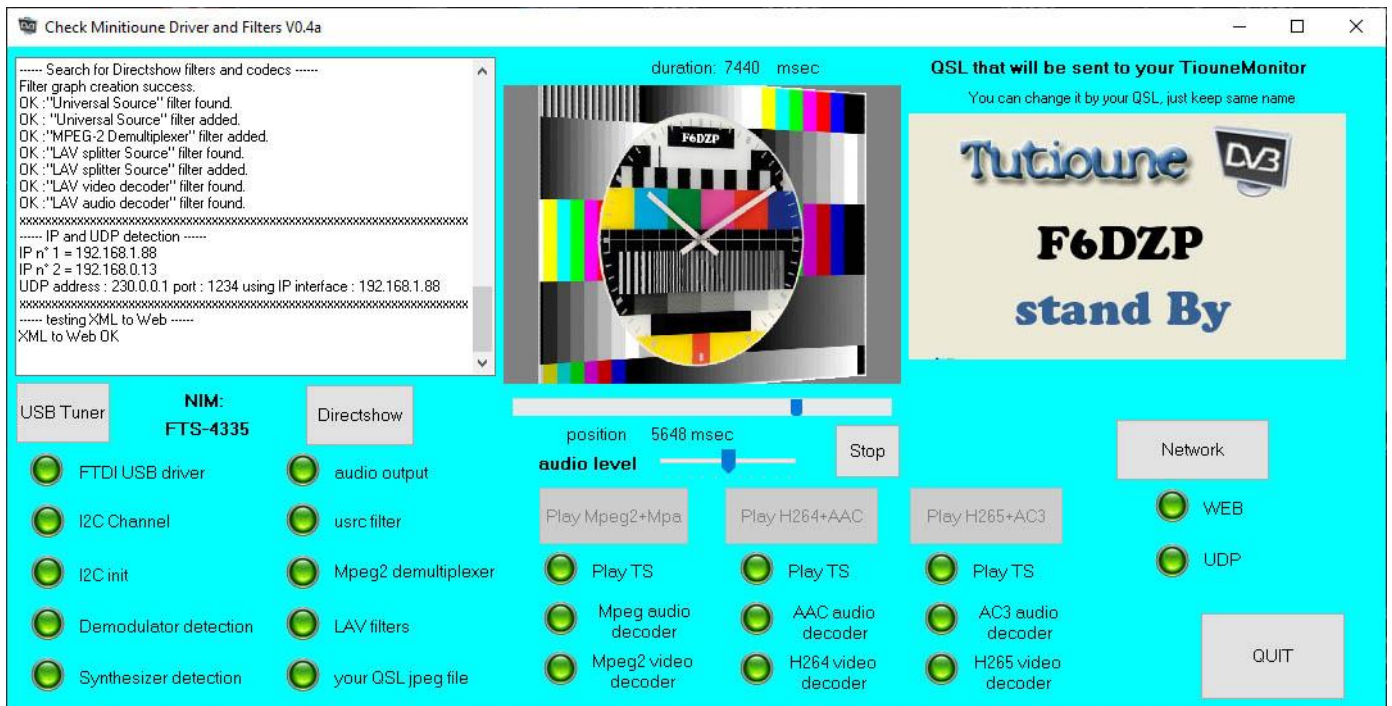 Check Minitioune Driver and Filters V0.4a
------ Search for Directshow filters and codecs ------
Filter graph creation success.
OK :"Universal Source" filter found.
OK : "Universal Source" filter added.
OK :"MPEG-2 Demultiplexer" filter added.
OK :"LAV splitter Source" filter found.
OK :"LAV splitter Source" filter added.
OK :"LAV video decoder" filter found.
OK :"LAV audio decoder" filter found.
xxxxxxxxxxxxxxxxxxxxxxxxxxxxxxxxxxxxxxxxxxxxxxxxxxxxxxxxxxxxxxxxxxxxxxxxxx
------ IP and UDP detection ------
IP n° 1 = 192.168.1.88
IP n° 2 = 192.168.0.13
UDP address : 230.0.0.1 port : 1234 using IP interface : 192.168.1.88
xxxxxxxxxxxxxxxxxxxxxxxxxxxxxxxxxxxxxxxxxxxxxxxxxxxxxxxxxxxxxxxxxxxxxxxxxx
------ testing XML to Web ------
XML to Web OK
duration: 7440 msec
F6DZP
QSL that will be sent to your TiouneMonitor
You can change it by your QSL, just keep same name
Tutioune DVB
F6DZP
stand By
USB Tuner
NIM:
FTS-4335
Directshow
FTDI USB driver
I2C Channel
I2C init
Demodulator detection
Synthesizer detection
audio output
usrc filter
Mpeg2 demultiplexer
LAV filters
your QSL jpeg file
position 5648 msec
audio level
Stop
Play Mpeg2+Mpa
Play TS
Mpeg audio
decoder
Mpeg2 video
decoder
Play H264+AAC
Play TS
AAC audio
decoder
H264 video
decoder
Play H265+AC3
Play TS
AC3 audio
decoder
H265 video
decoder
Network
WEB
UDP
QUIT